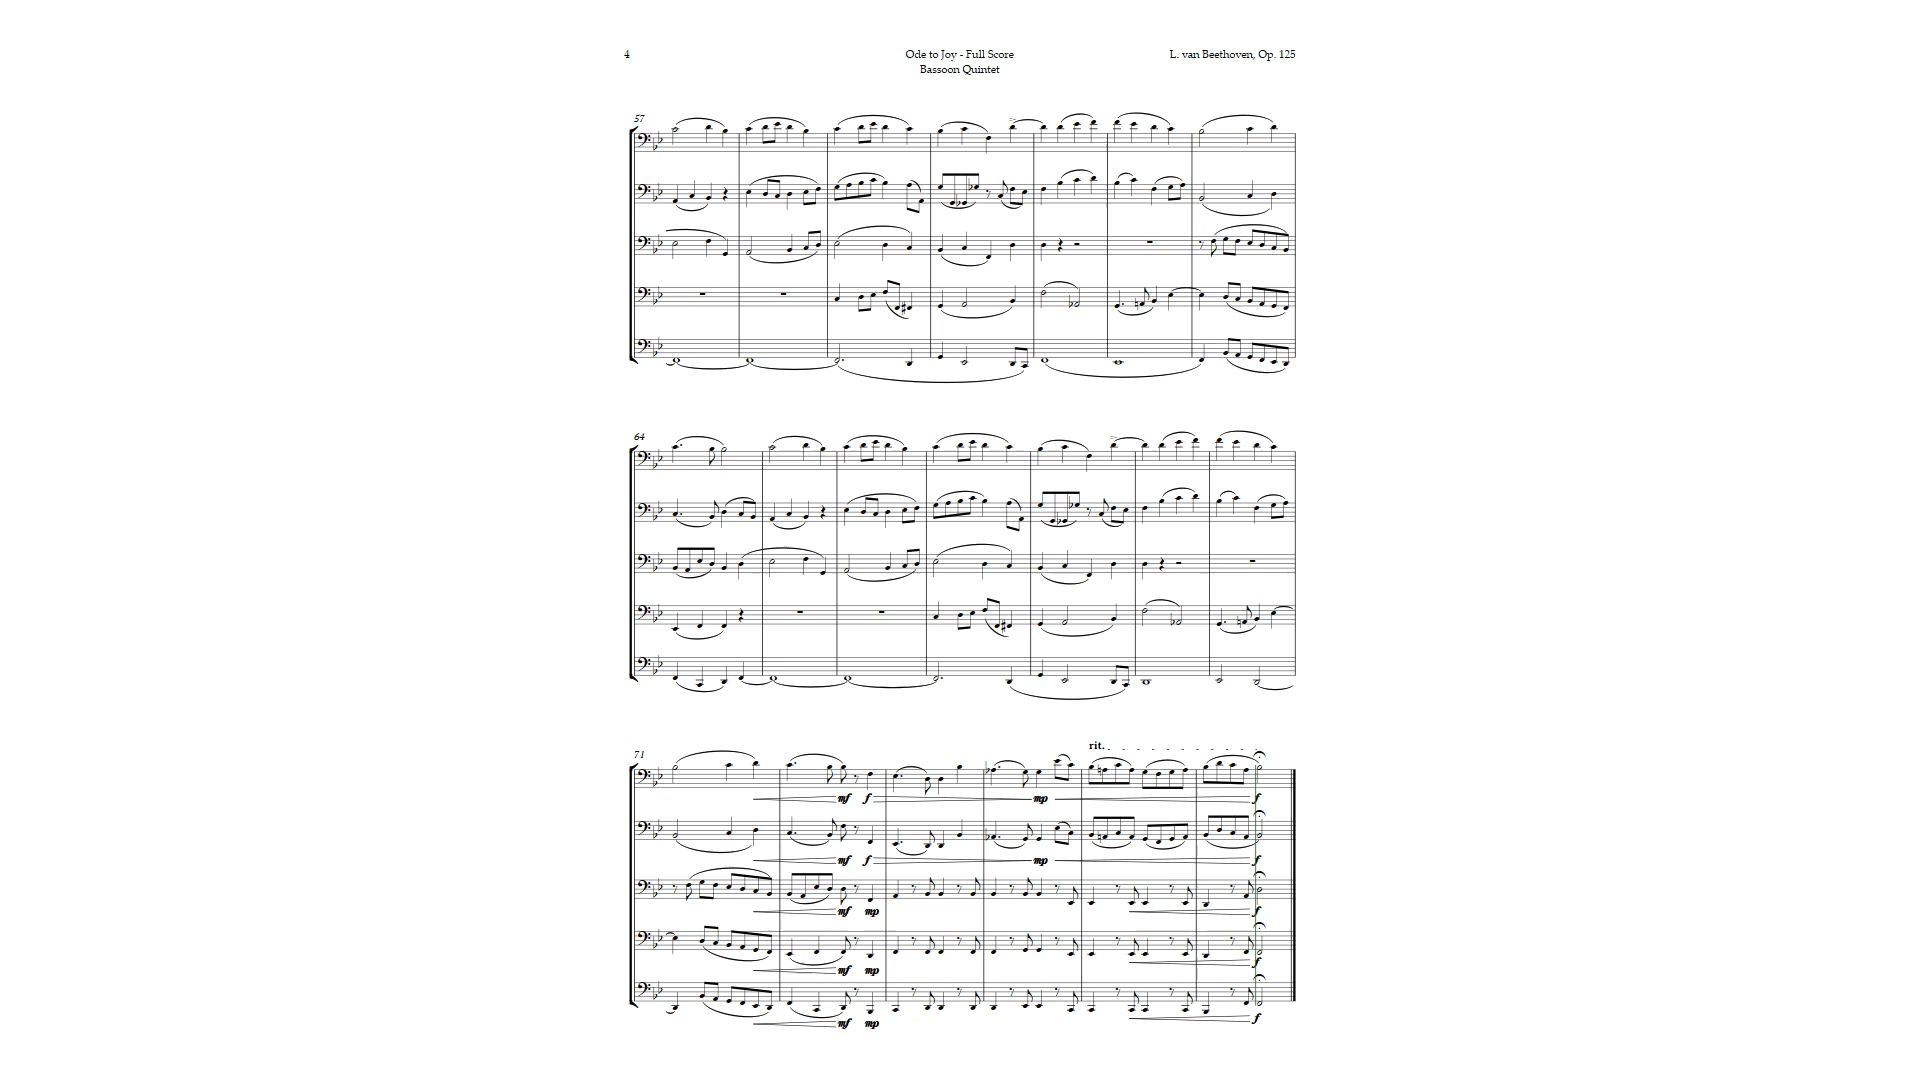 4
Ode to Joy - Full Score
L. van Beethoven, Op. 125
Bassoon Quintet
57
64
71
rit.
mf f mp f
mf f mp f
mf mp f
mf mp f
mf mp f